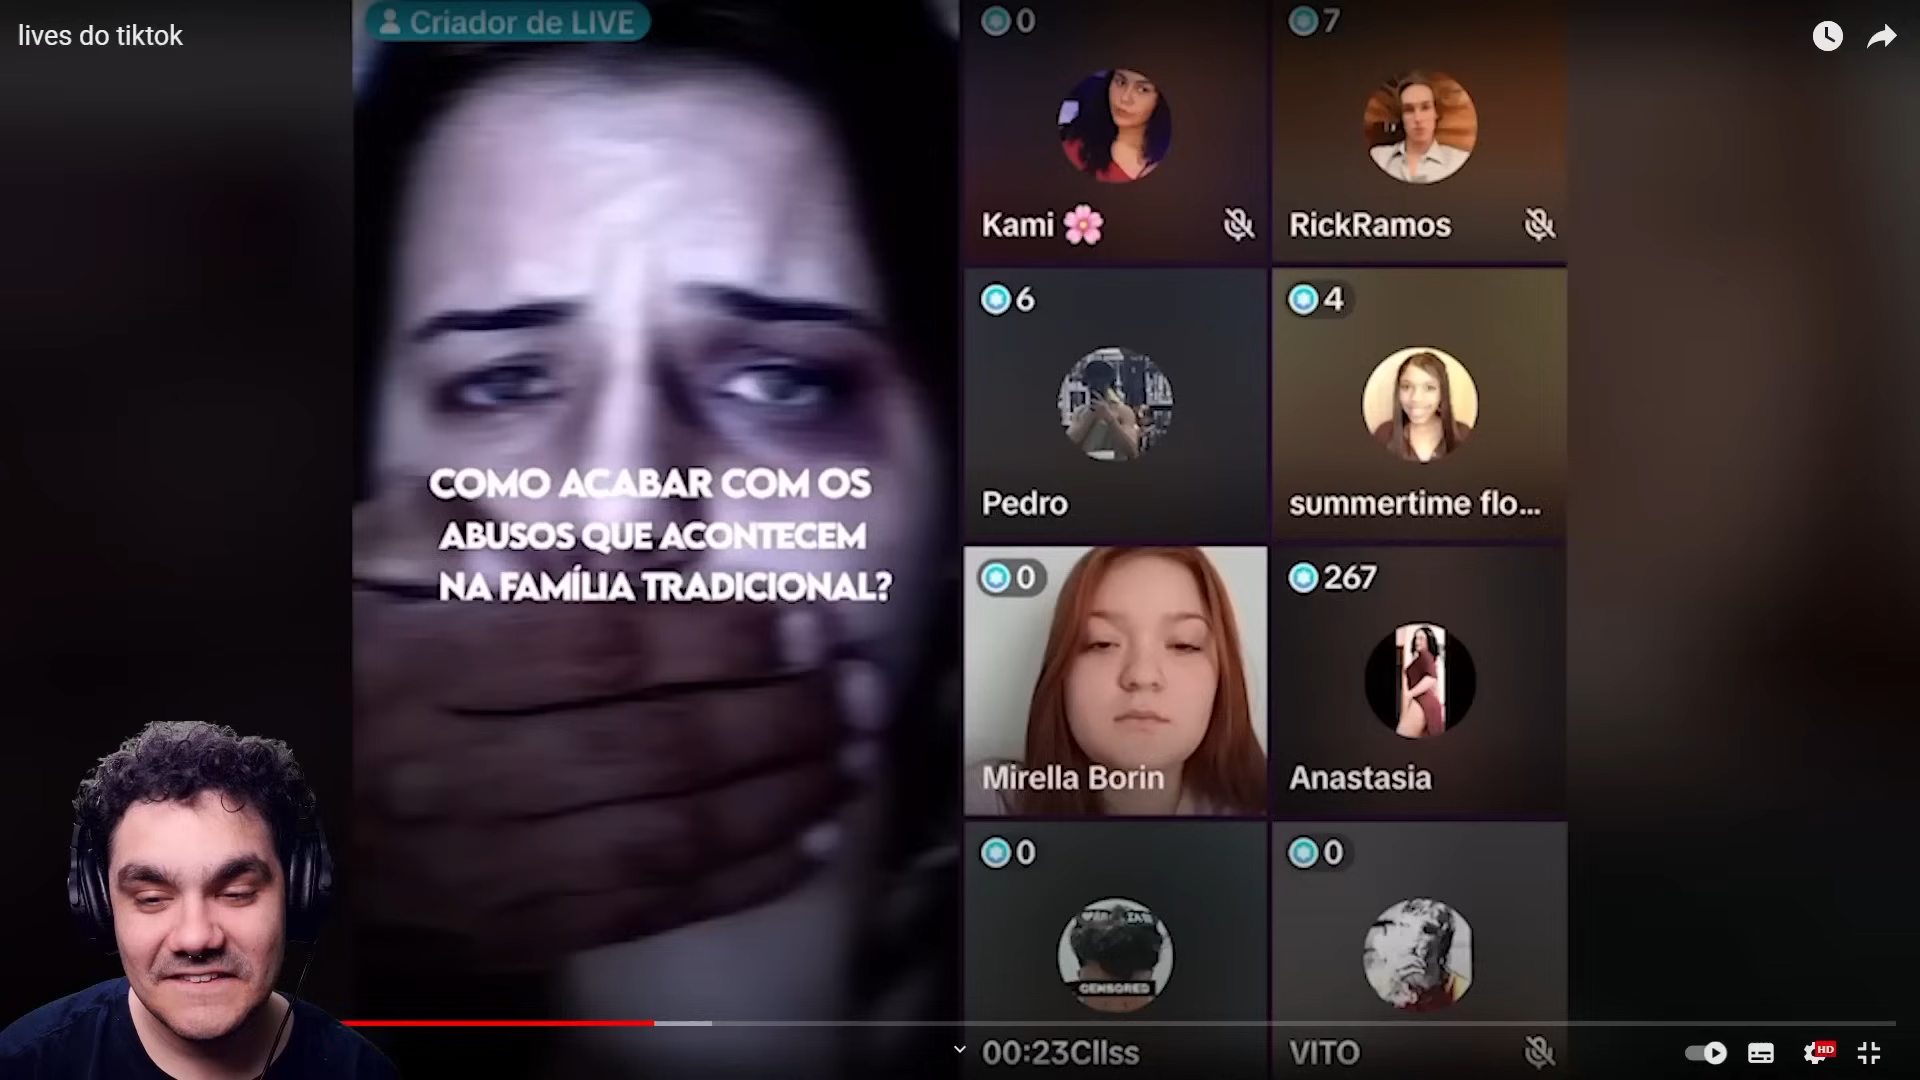 lives do tiktok
Criador de LIVE
0
7
Kami
RickRamos
6
4
Pedro
summertime flo...
COMO ACABAR COM OS
ABUSOS QUE ACONTECEM
NA FAMÍLIA TRADICIONAL?
0
267
Mirella Borin
Anastasia
0
0
CENSORED
00:23Cllss
VITO
HD